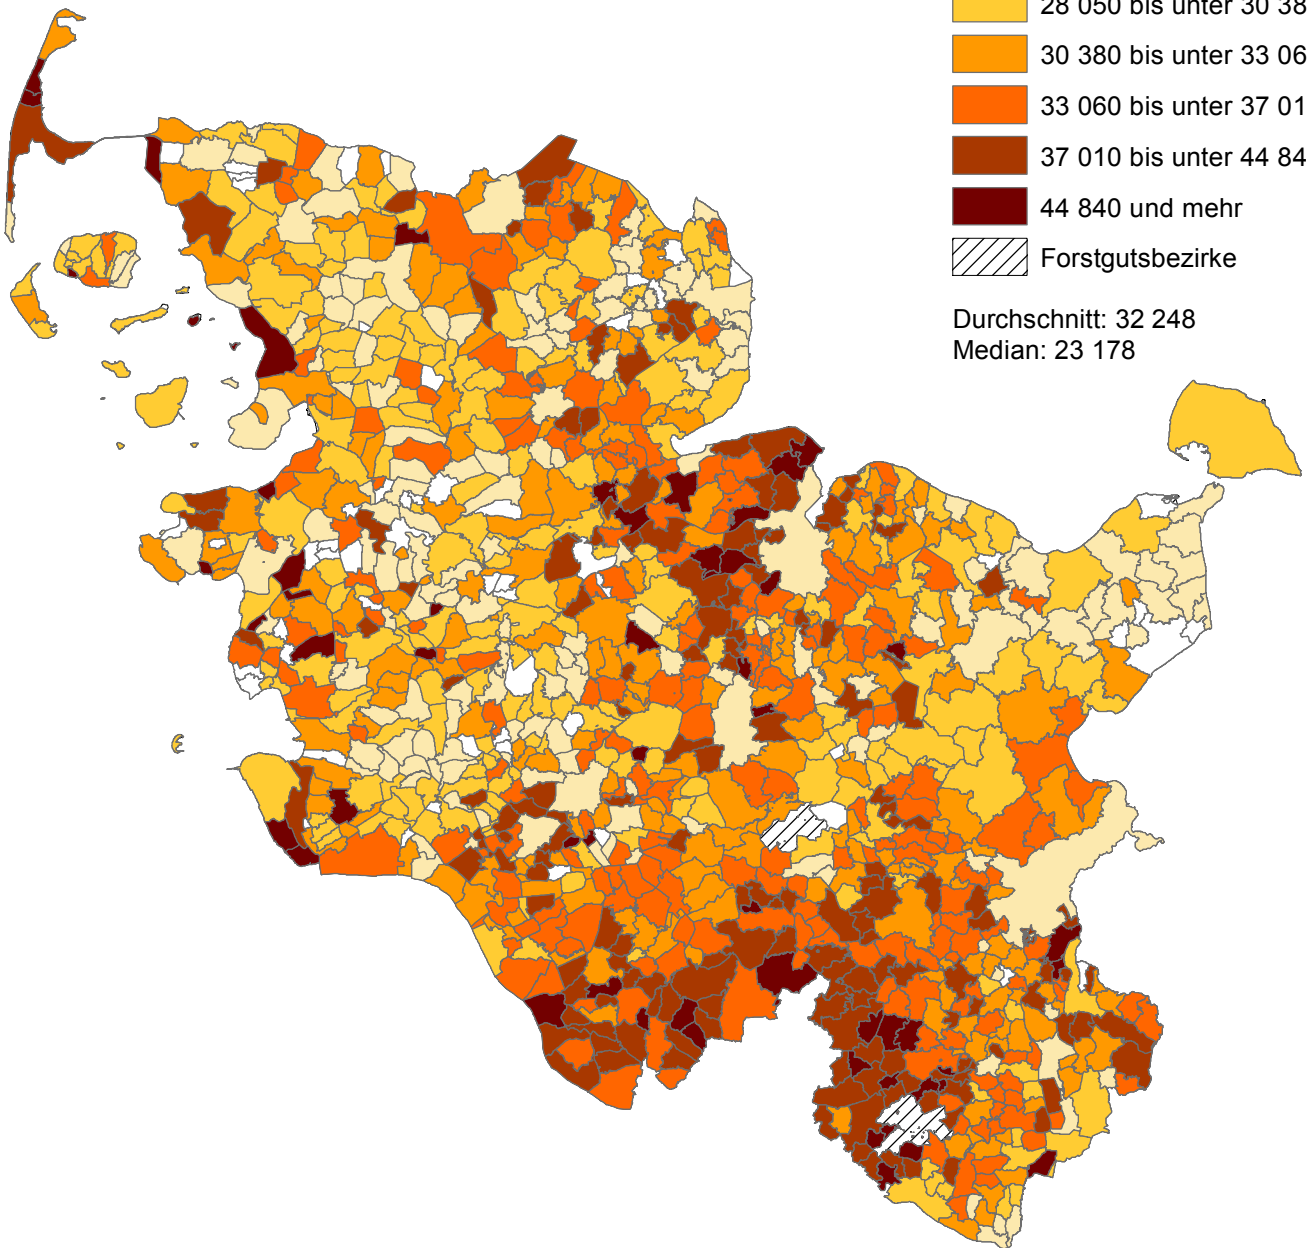 28 050 bis unter 30 38
30 380 bis unter 33 06
33 060 bis unter 37 01
37 010 bis unter 44 84
44 840 und mehr
Forstgutsbezirke
Durchschnitt: 32 248
Median: 23 178